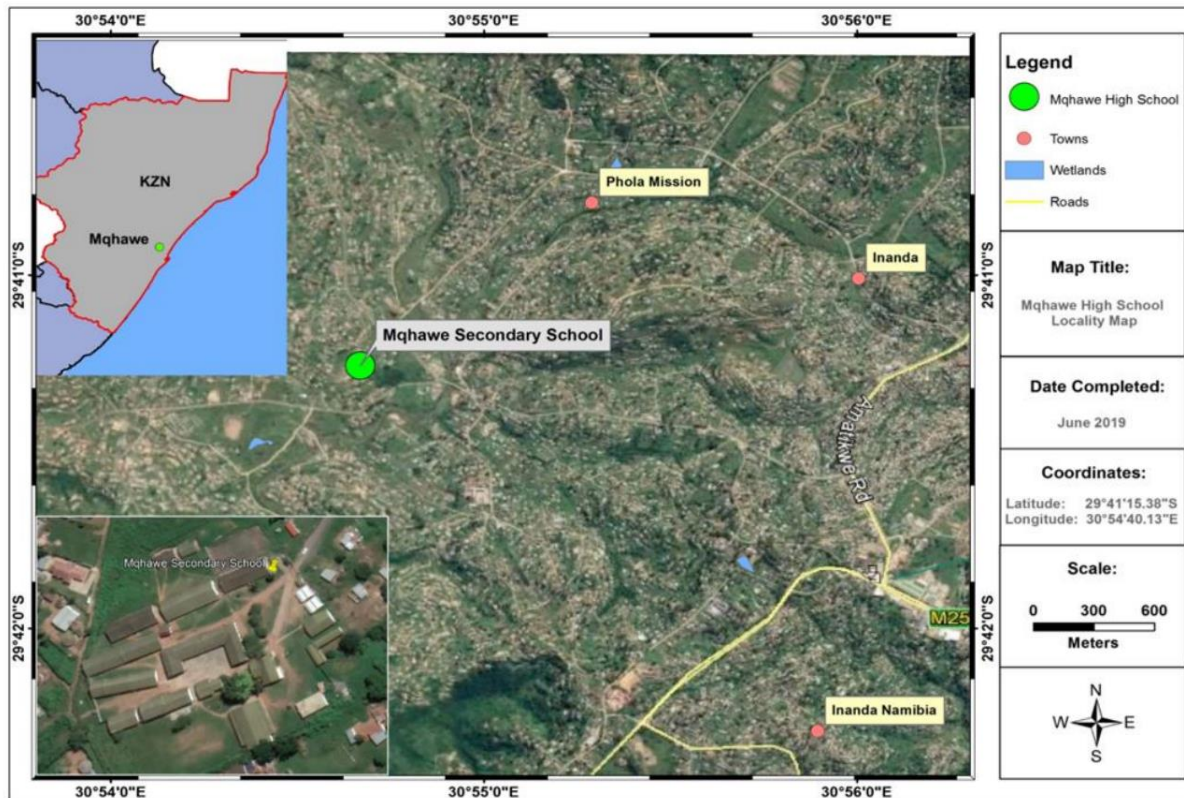 30°54'0"E
30°55'0"E
30°56'0"E
KZN
Mqhawe
Phola Mission
Inanda
Mqhawe Secondary School
Amatikwe Rd
M25
Inanda Namibia
Mqhawe Secondary School
29°41'0"S
29°42'0"S
29°41'0"S
29°42'0"S
30°54'0"E
30°55'0"E
30°56'0"E
Legend
Mqhawe High School
Towns
Wetlands
Roads
Map Title:
Mqhawe High School
Locality Map
Date Completed:
June 2019
Coordinates:
Latitude: 29°41'15.38"S
Longitude: 30°54'40.13"E
Scale:
0 300 600
Meters
N
W E
S